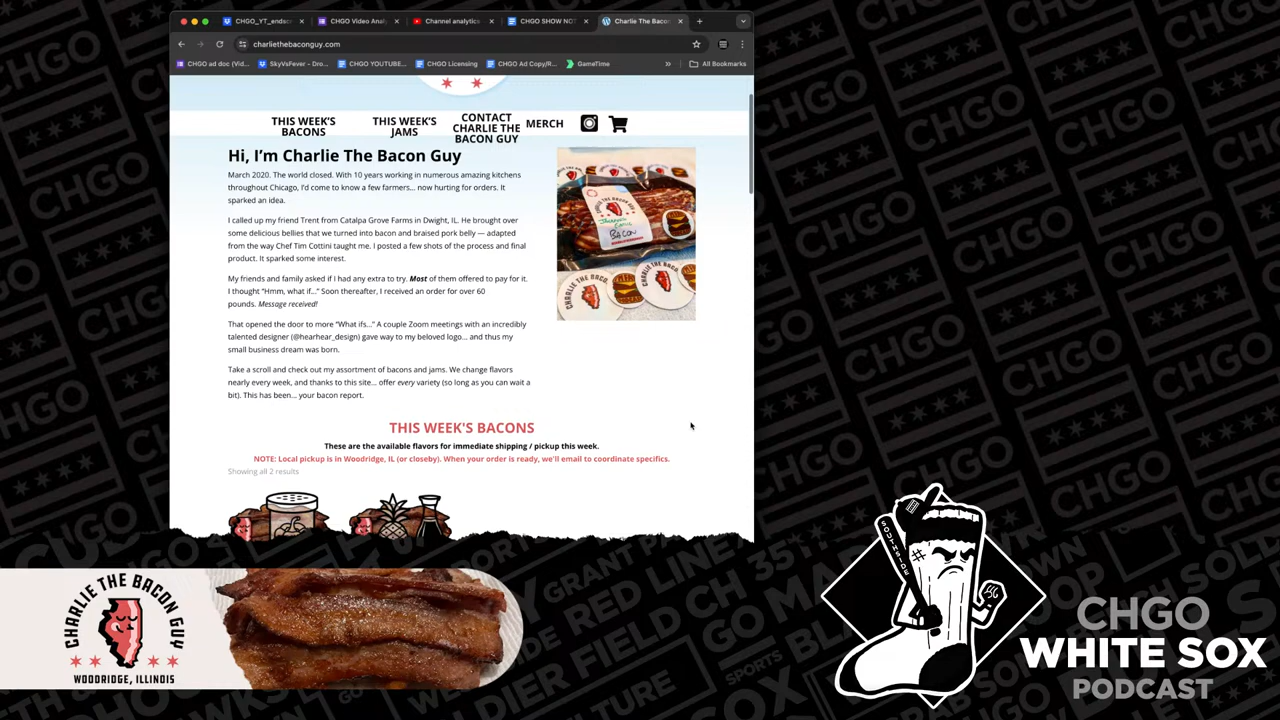 CHGO_YT_endscr
CHGO Video Anal
Channel analytics
CHGO SHOW NOT
Charlie The Bacon
charliethebaconguy.com
CHGO ad doc (Vid...
SkyVsFever - Dro...
CHGO YOUTUBE...
CHGO Licensing
CHGO Ad Copy/R...
GameTime
All Bookmarks
THIS WEEK'S
BACONS
THIS WEEK'S
JAMS
CONTACT
CHARLIE THE
BACON GUY
MERCH
Hi, I'm Charlie The Bacon Guy
March 2020. The world closed. With 10 years working in numerous amazing kitchens
throughout Chicago, I'd come to know a few farmers... now hurting for orders. It
sparked an idea.
I called up my friend Trent from Catalpa Grove Farms in Dwight, IL. He brought over
some delicious bellies that we turned into bacon and braised pork belly — adapted
from the way Chef Tim Cottini taught me. I posted a few shots of the process and final
product. It sparked some interest.
My friends and family asked if I had any extra to try. Most of them offered to pay for it.
I thought "Hmm, what if..." Soon thereafter, I received an order for over 60
pounds. Message received!
That opened the door to more "What ifs..." A couple Zoom meetings with an incredibly
talented designer (@hearhear_design) gave way to my beloved logo... and thus my
small business dream was born.
Take a scroll and check out my assortment of bacons and jams. We change flavors
nearly every week, and thanks to this site... offer every variety (so long as you can wait a
bit). This has been... your bacon report.
BACON
CHARLIE THE BACO
CHARLIE THE
THIS WEEK'S BACONS
These are the available flavors for immediate shipping / pickup this week.
NOTE: Local pickup is in Woodridge, IL (or closeby). When your order is ready, we'll email to coordinate specifics.
Showing all 2 results
CHARLIE THE BACON GUY
WOODRIDGE, ILLINOIS
SOUTHSIDE
CHGO
WHITE SOX
PODCAST